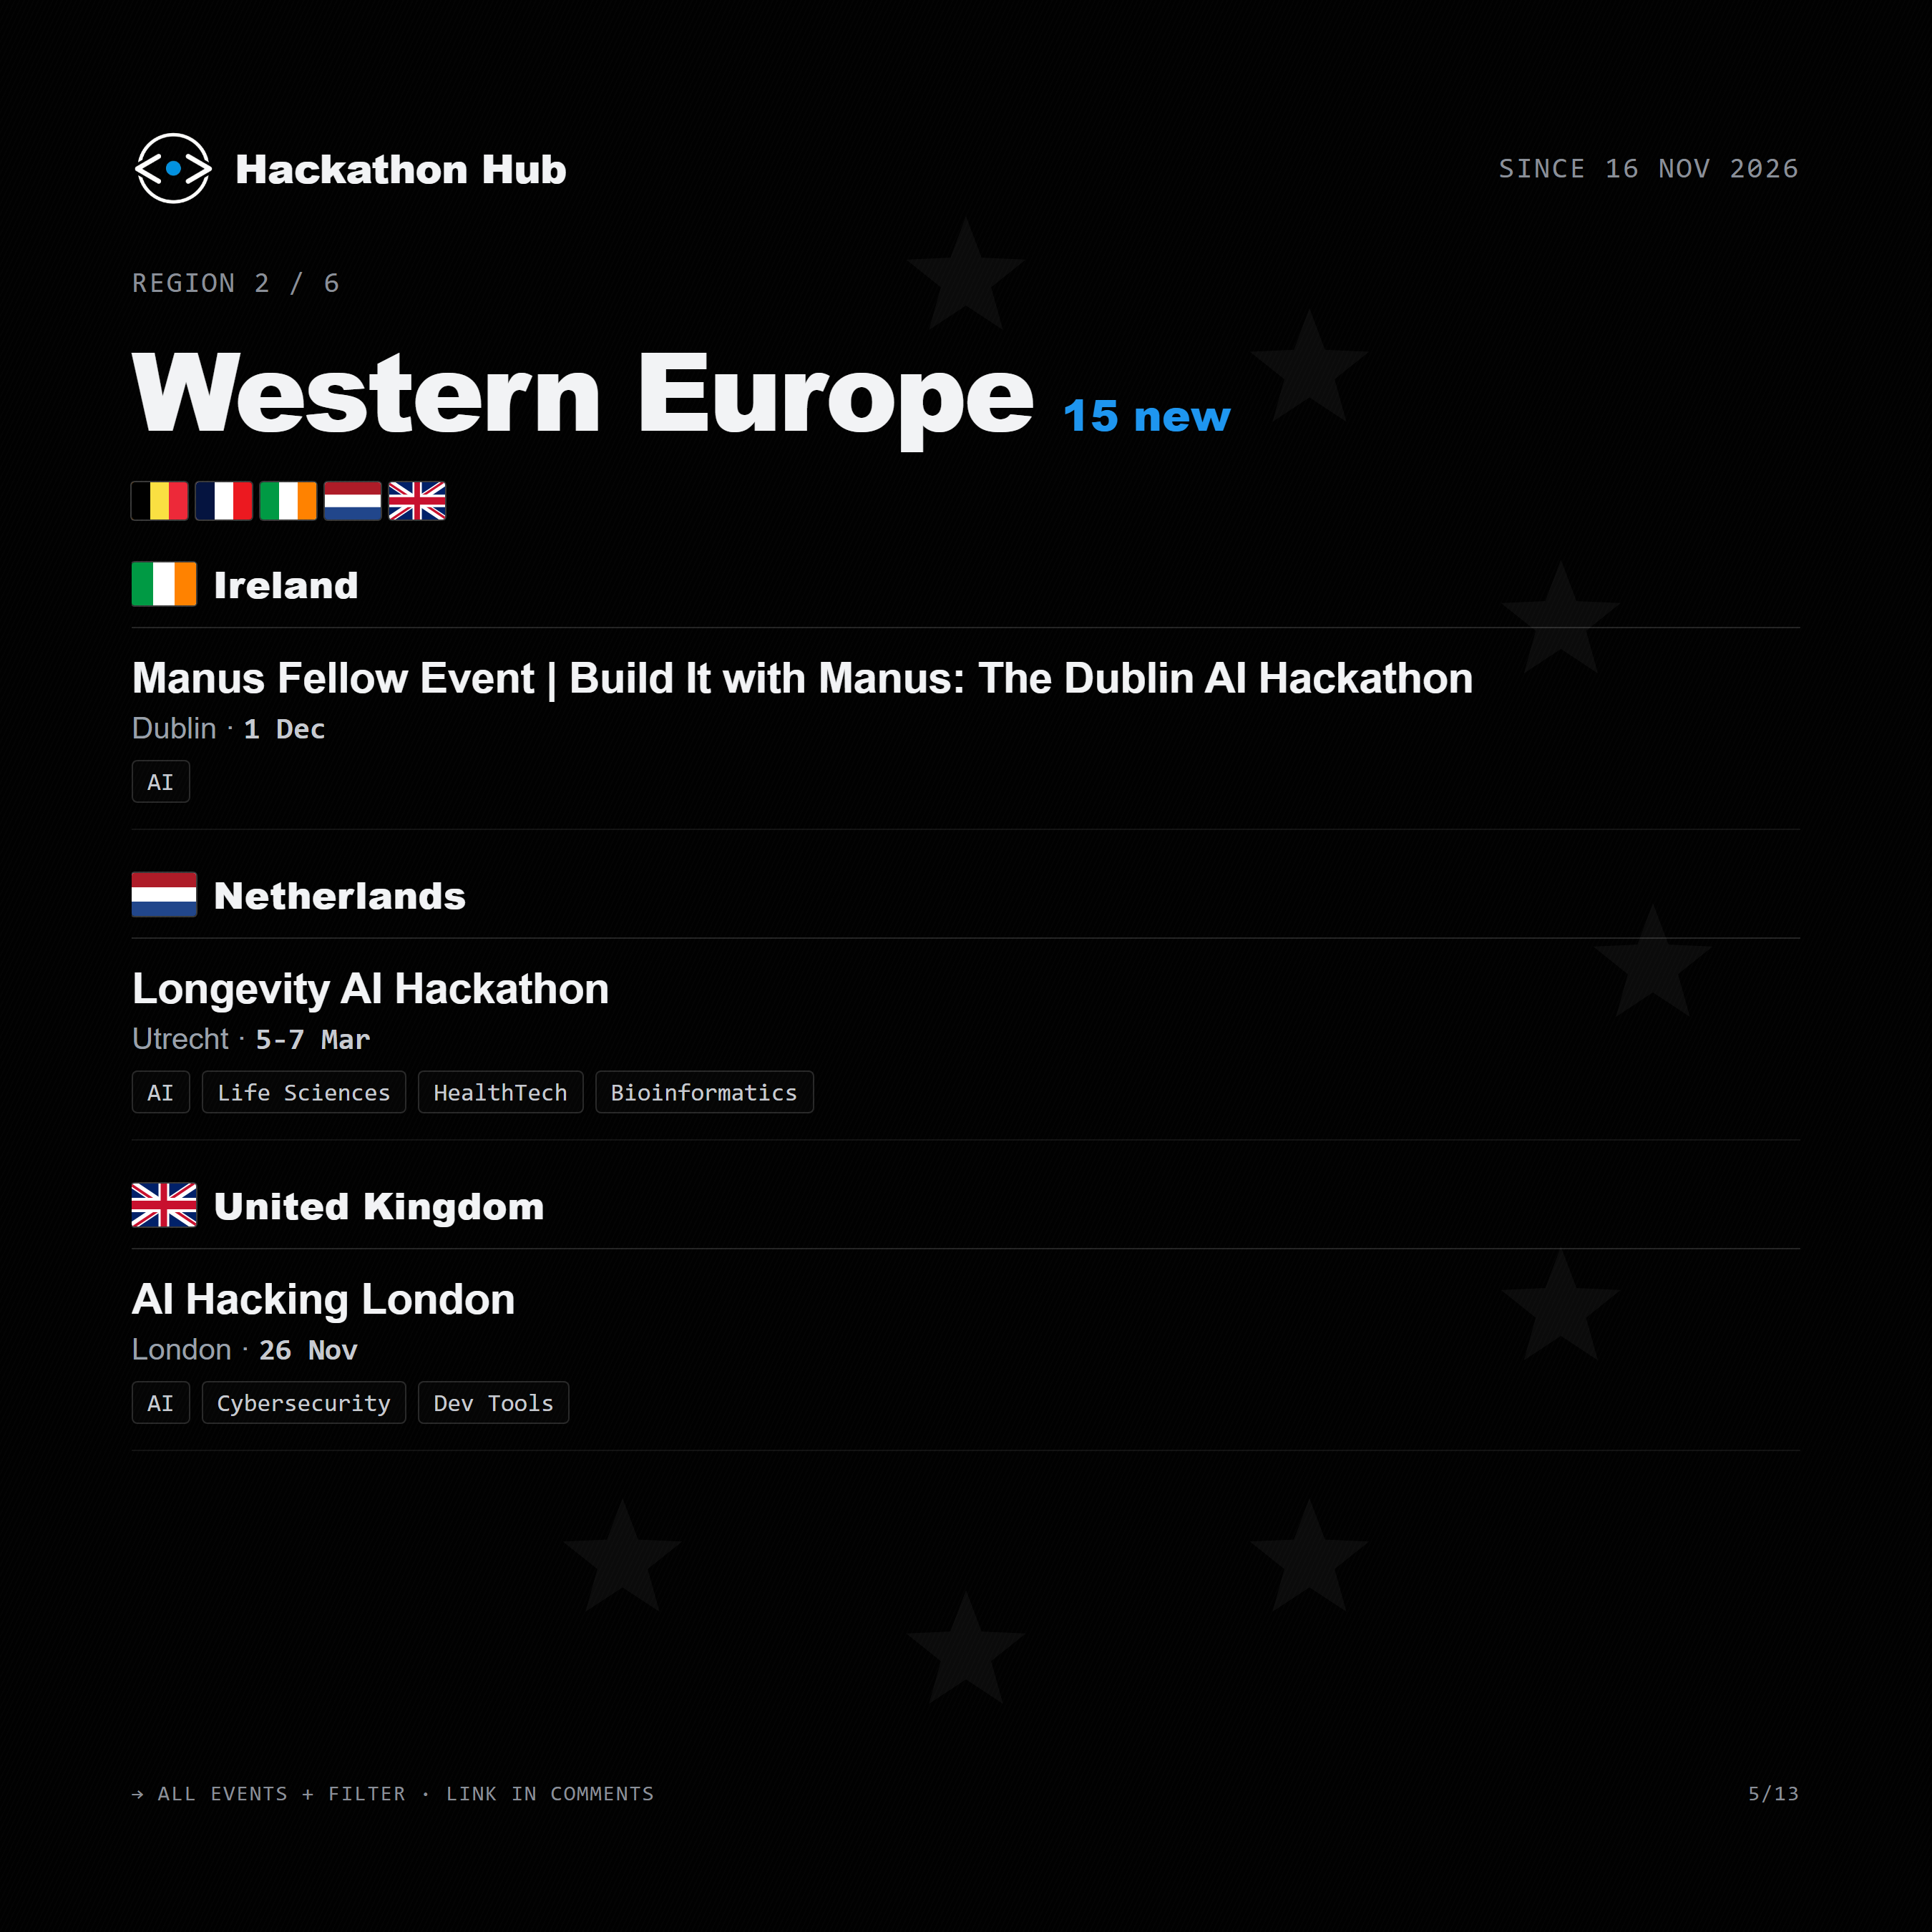 Hackathon Hub
SINCE 16 NOV 2026
REGION 2 / 6
Western Europe 15 new
Ireland
Manus Fellow Event | Build It with Manus: The Dublin AI Hackathon
Dublin · 1 Dec
AI
Netherlands
Longevity AI Hackathon
Utrecht · 5-7 Mar
AI Life Sciences HealthTech Bioinformatics
United Kingdom
AI Hacking London
London · 26 Nov
AI Cybersecurity Dev Tools
→ ALL EVENTS + FILTER · LINK IN COMMENTS
5/13